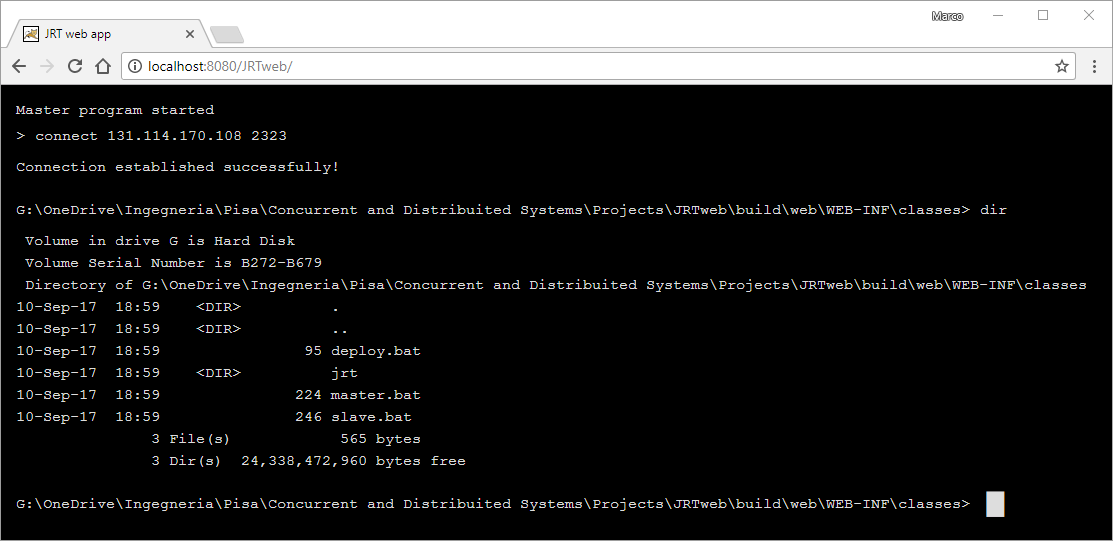 Marco
JRT web app
localhost:8080/JRTweb/
Master program started
> connect 131.114.170.108 2323
Connection established successfully!
G:\OneDrive\Ingegneria\Pisa\Concurrent and Distribuited Systems\Projects\JRTweb\build\web\WEB-INF\classes> dir
Volume in drive G is Hard Disk
Volume Serial Number is B272-B679
Directory of G:\OneDrive\Ingegneria\Pisa\Concurrent and Distribuited Systems\Projects\JRTweb\build\web\WEB-INF\classes
10-Sep-17  18:59    <DIR>          .
10-Sep-17  18:59    <DIR>          ..
10-Sep-17  18:59                95 deploy.bat
10-Sep-17  18:59    <DIR>          jrt
10-Sep-17  18:59               224 master.bat
10-Sep-17  18:59               246 slave.bat
3 File(s)            565 bytes
3 Dir(s)  24,338,472,960 bytes free
G:\OneDrive\Ingegneria\Pisa\Concurrent and Distribuited Systems\Projects\JRTweb\build\web\WEB-INF\classes>